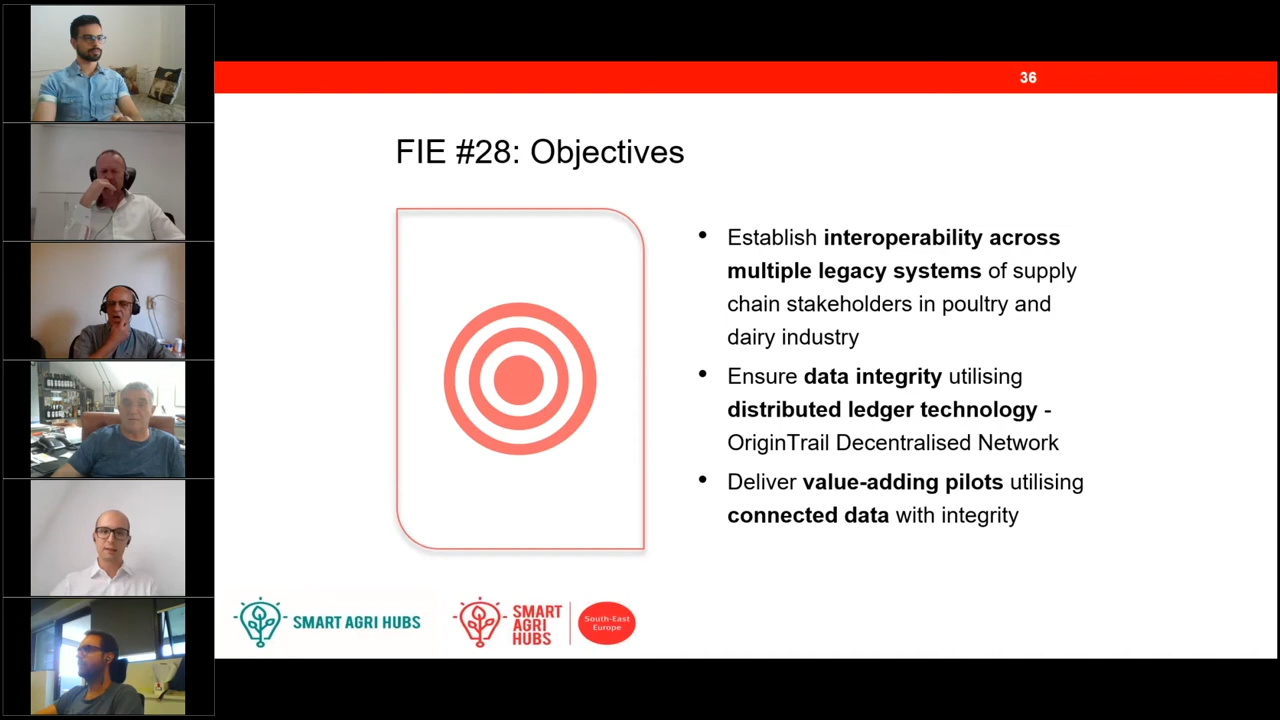 36
FIE #28: Objectives
• Establish interoperability across
multiple legacy systems of supply
chain stakeholders in poultry and
dairy industry
• Ensure data integrity utilising
distributed ledger technology -
OriginTrail Decentralised Network
• Deliver value-adding pilots utilising
connected data with integrity
SMART AGRI HUBS
SMART
AGRI
HUBS
South-East
Europe